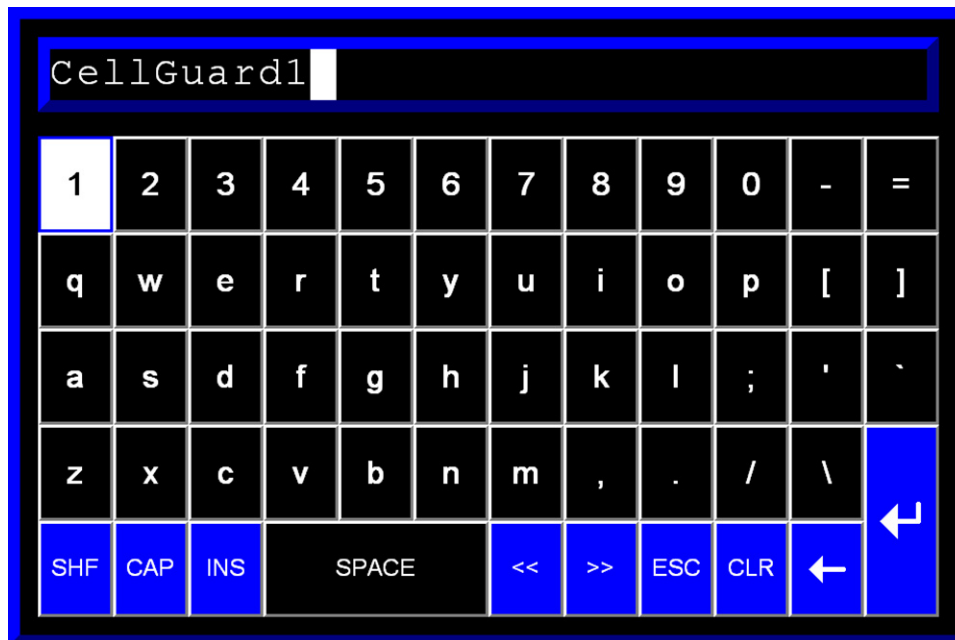 CellGuard1
1 2 3 4 5 6 7 8 9 0 - =
q w e r t y u i o p [ ]
a s d f g h j k l ; ' `
z x c v b n m , . / \
SHF CAP INS SPACE << >> ESC CLR ← ↵